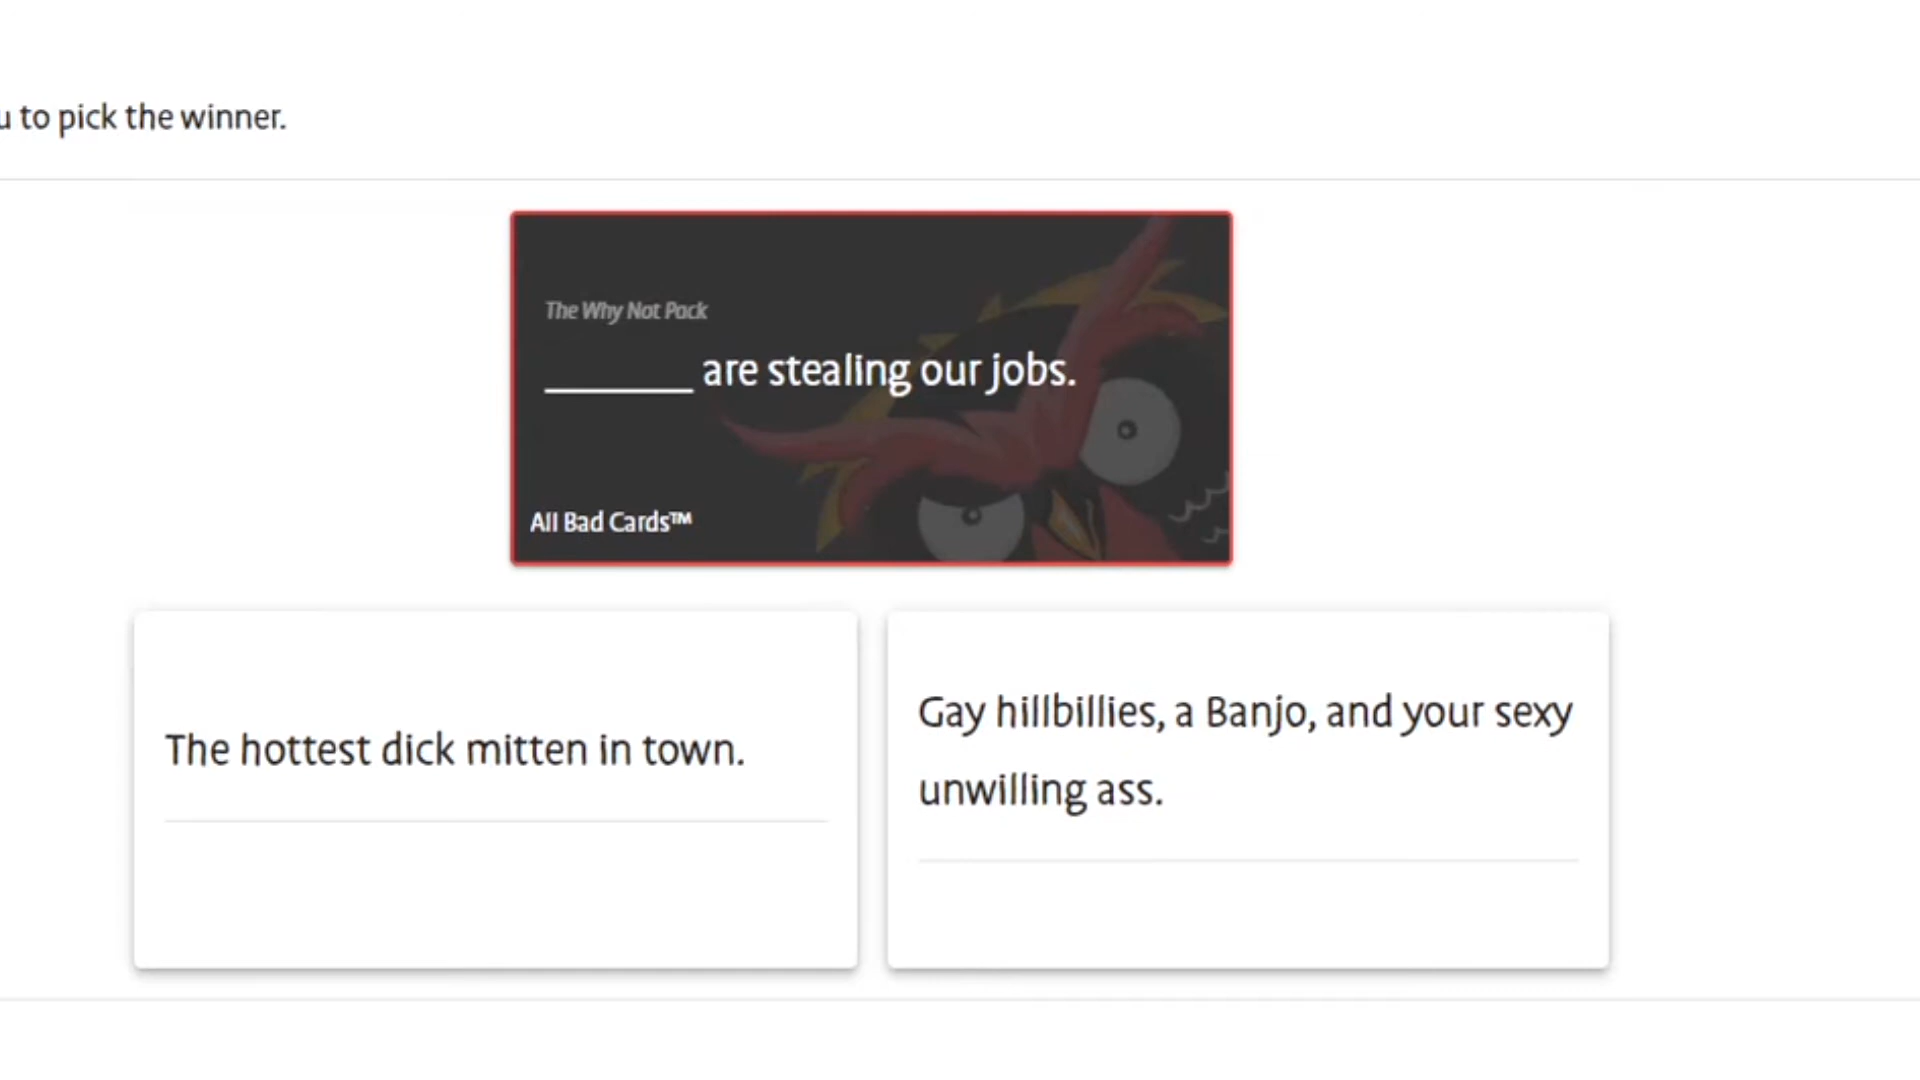 to pick the winner.
The Why Not Pack
________ are stealing our jobs.
All Bad Cards™
The hottest dick mitten in town.
Gay hillbillies, a Banjo, and your sexy
unwilling ass.